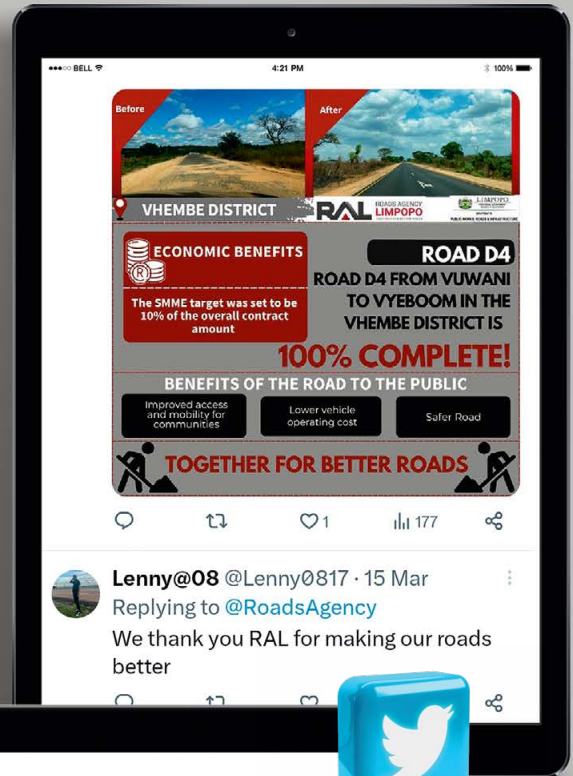 BELL
4:21 PM
100%
Before
After
VHEMBE DISTRICT
RAL
ROADS AGENCY
LIMPOPO
LIMPOPO
PUBLIC WORKS, ROADS & INFRASTRUCTURE
ECONOMIC BENEFITS
R
The SMME target was set to be
10% of the overall contract
amount
ROAD D4
ROAD D4 FROM VUWANI
TO VYEBOOM IN THE
VHEMBE DISTRICT IS
100% COMPLETE!
BENEFITS OF THE ROAD TO THE PUBLIC
Improved access
and mobility for
communities
Lower vehicle
operating cost
Safer Road
TOGETHER FOR BETTER ROADS
1
177
Lenny@08 @Lenny0817 · 15 Mar
Replying to @RoadsAgency
We thank you RAL for making our roads
better